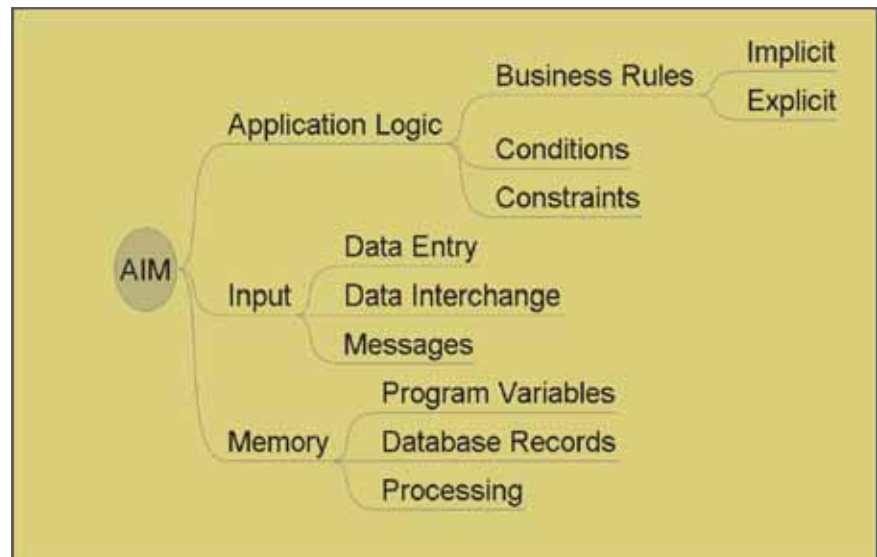 AIM
Application Logic
Business Rules
Implicit
Explicit
Conditions
Constraints
Input
Data Entry
Data Interchange
Messages
Memory
Program Variables
Database Records
Processing